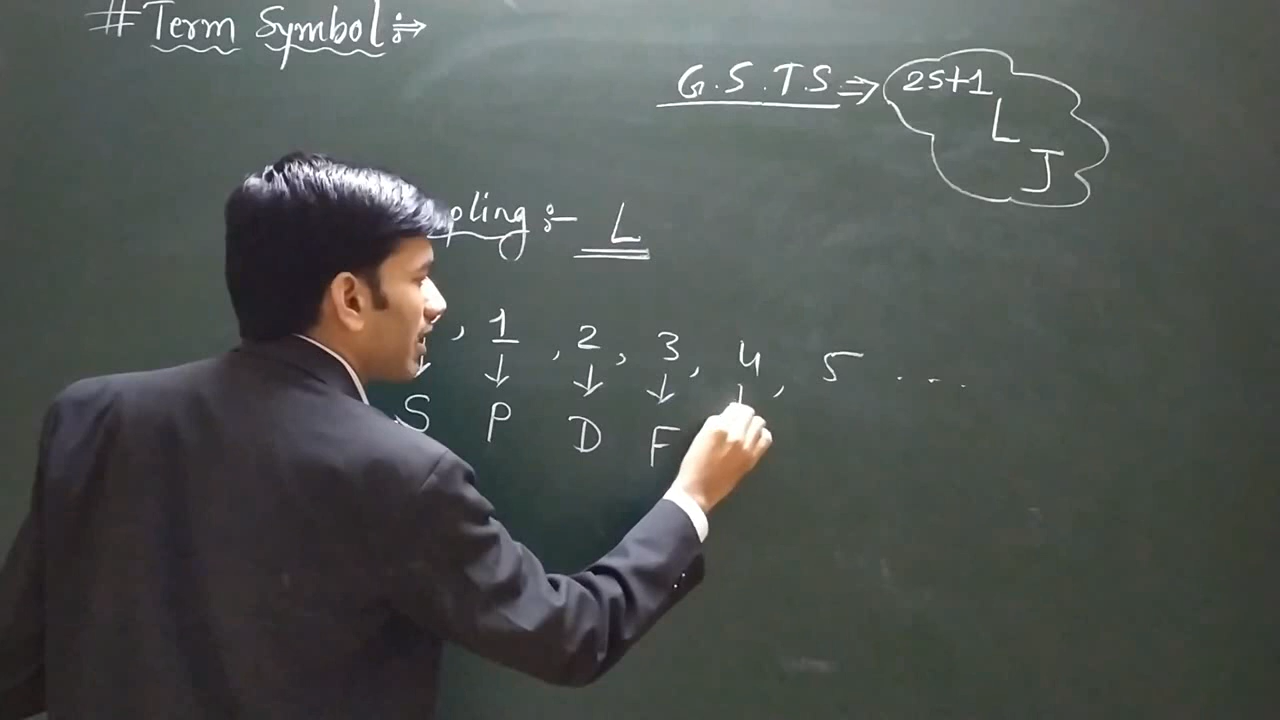 # Term Symbol :→
G.S.T.S. ⇒ 2S+1 L J
pling :- L
, 1, 2, 3, 4, 5 ....
↓ ↓ ↓ ↓
S P D F